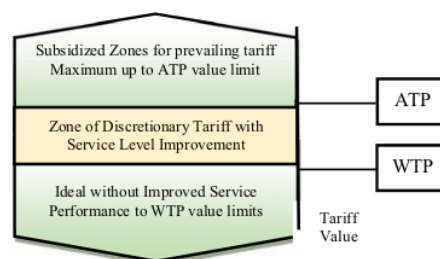 Subsidized Zones for prevailing tariff
Maximum up to ATP value limit
ATP
Zone of Discretionary Tariff with
Service Level Improvement
WTP
Ideal without Improved Service
Performance to WTP value limits
Tariff
Value